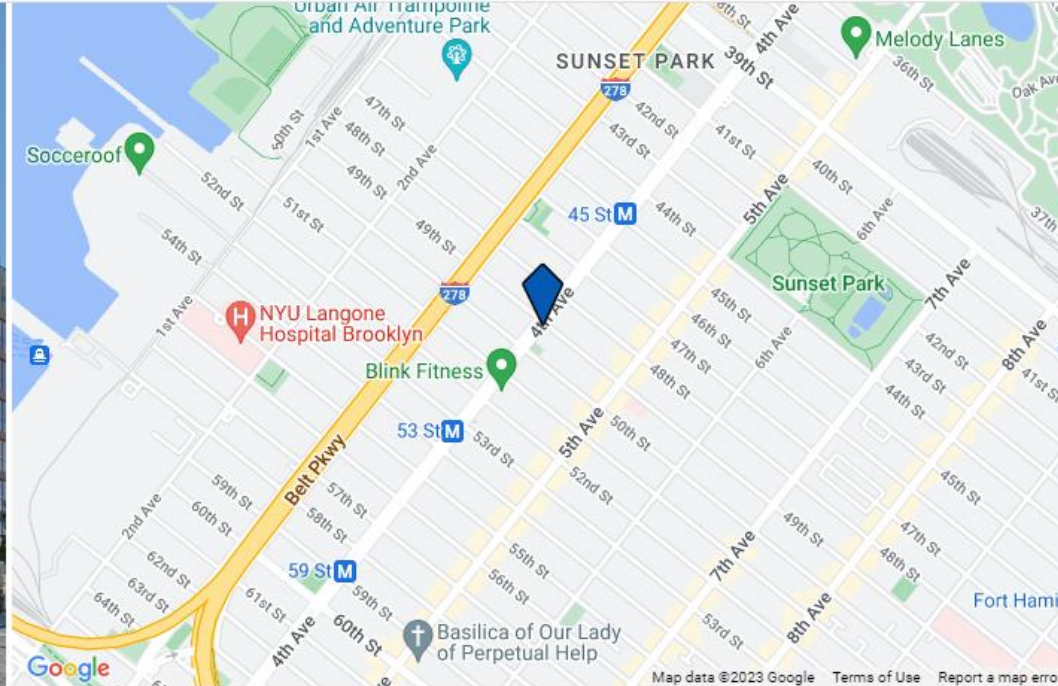 Urban Air Trampoline
and Adventure Park
4th Ave
Melody Lanes
SUNSET PARK
39th St
36th St
278
47th St
1st Ave
48th St
42nd St
43rd St
41st St
Socceroof
49th St
2nd Ave
40th St
52nd St
51st St
5th Ave
45 St M
44th St
6th Ave
37th
54th St
49th St
Sunset Park
7th Ave
278
1st Ave
H NYU Langone
Hospital Brooklyn
4th Ave
45th St
46th St
6th Ave
42nd St
8th Ave
47th St
43rd St
41st St
Blink Fitness
48th St
44th St
53 St M
5th Ave
50th St
53rd St
Belt Pkwy
52nd St
59th St
57th St
2nd Ave
60th St
58th St
49th St
45th St
47th St
7th Ave
48th St
62nd St
63rd St
64th St
59 St M
55th St
56th St
61st St
59th St
60th St
8th Ave
Fort Hami
4th Ave
Basilica of Our Lady
of Perpetual Help
53rd St
Google
Map data ©2023 Google Terms of Use Report a map erro